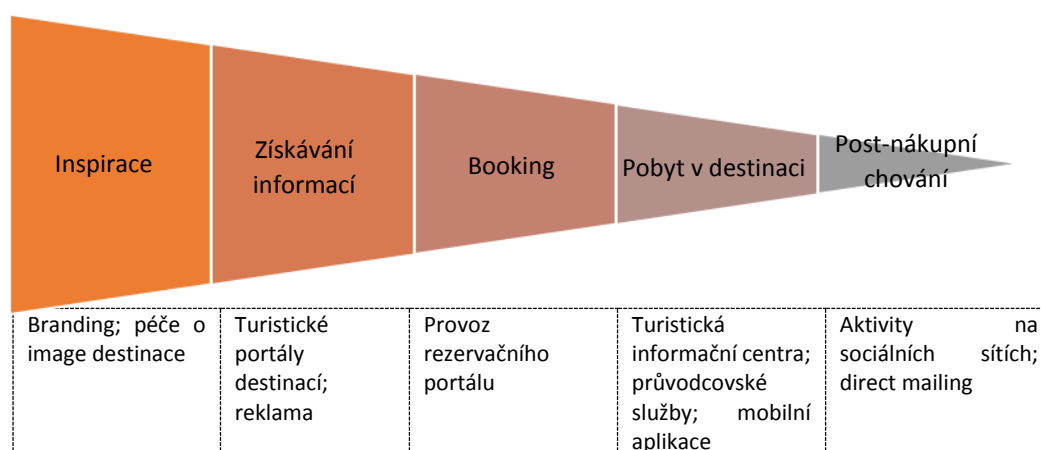 Inspirace
Získávání
informací
Booking
Pobyt v destinaci
Post-nákupní
chování
Branding; péče o
image destinace
Turistické
portály
destinací;
reklama
Provoz
rezervačního
portálu
Turistická
informační centra;
průvodcovské
služby; mobilní
aplikace
Aktivity na
sociálních sítích;
direct mailing